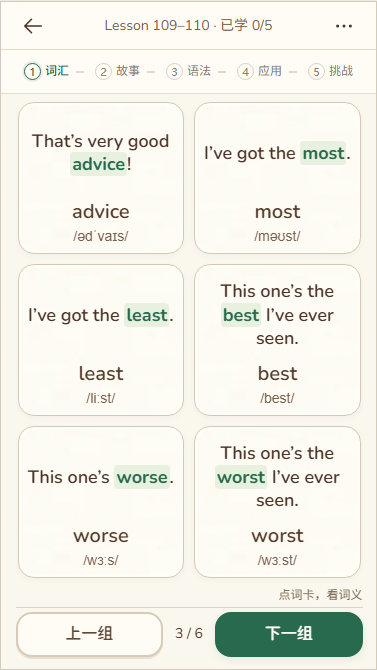 Lesson 109–110 · 已学 0/5
1 词汇 – 2 故事 – 3 语法 – 4 应用 – 5 挑战
That’s very good
advice!
advice
/ədˈvaɪs/
I’ve got the most.
most
/məʊst/
I’ve got the least.
least
/liːst/
This one’s the
best I’ve ever
seen.
best
/best/
This one’s worse.
worse
/wɜːs/
This one’s the
worst I’ve ever
seen.
worst
/wɜːst/
点词卡，看词义
上一组
3 / 6
下一组